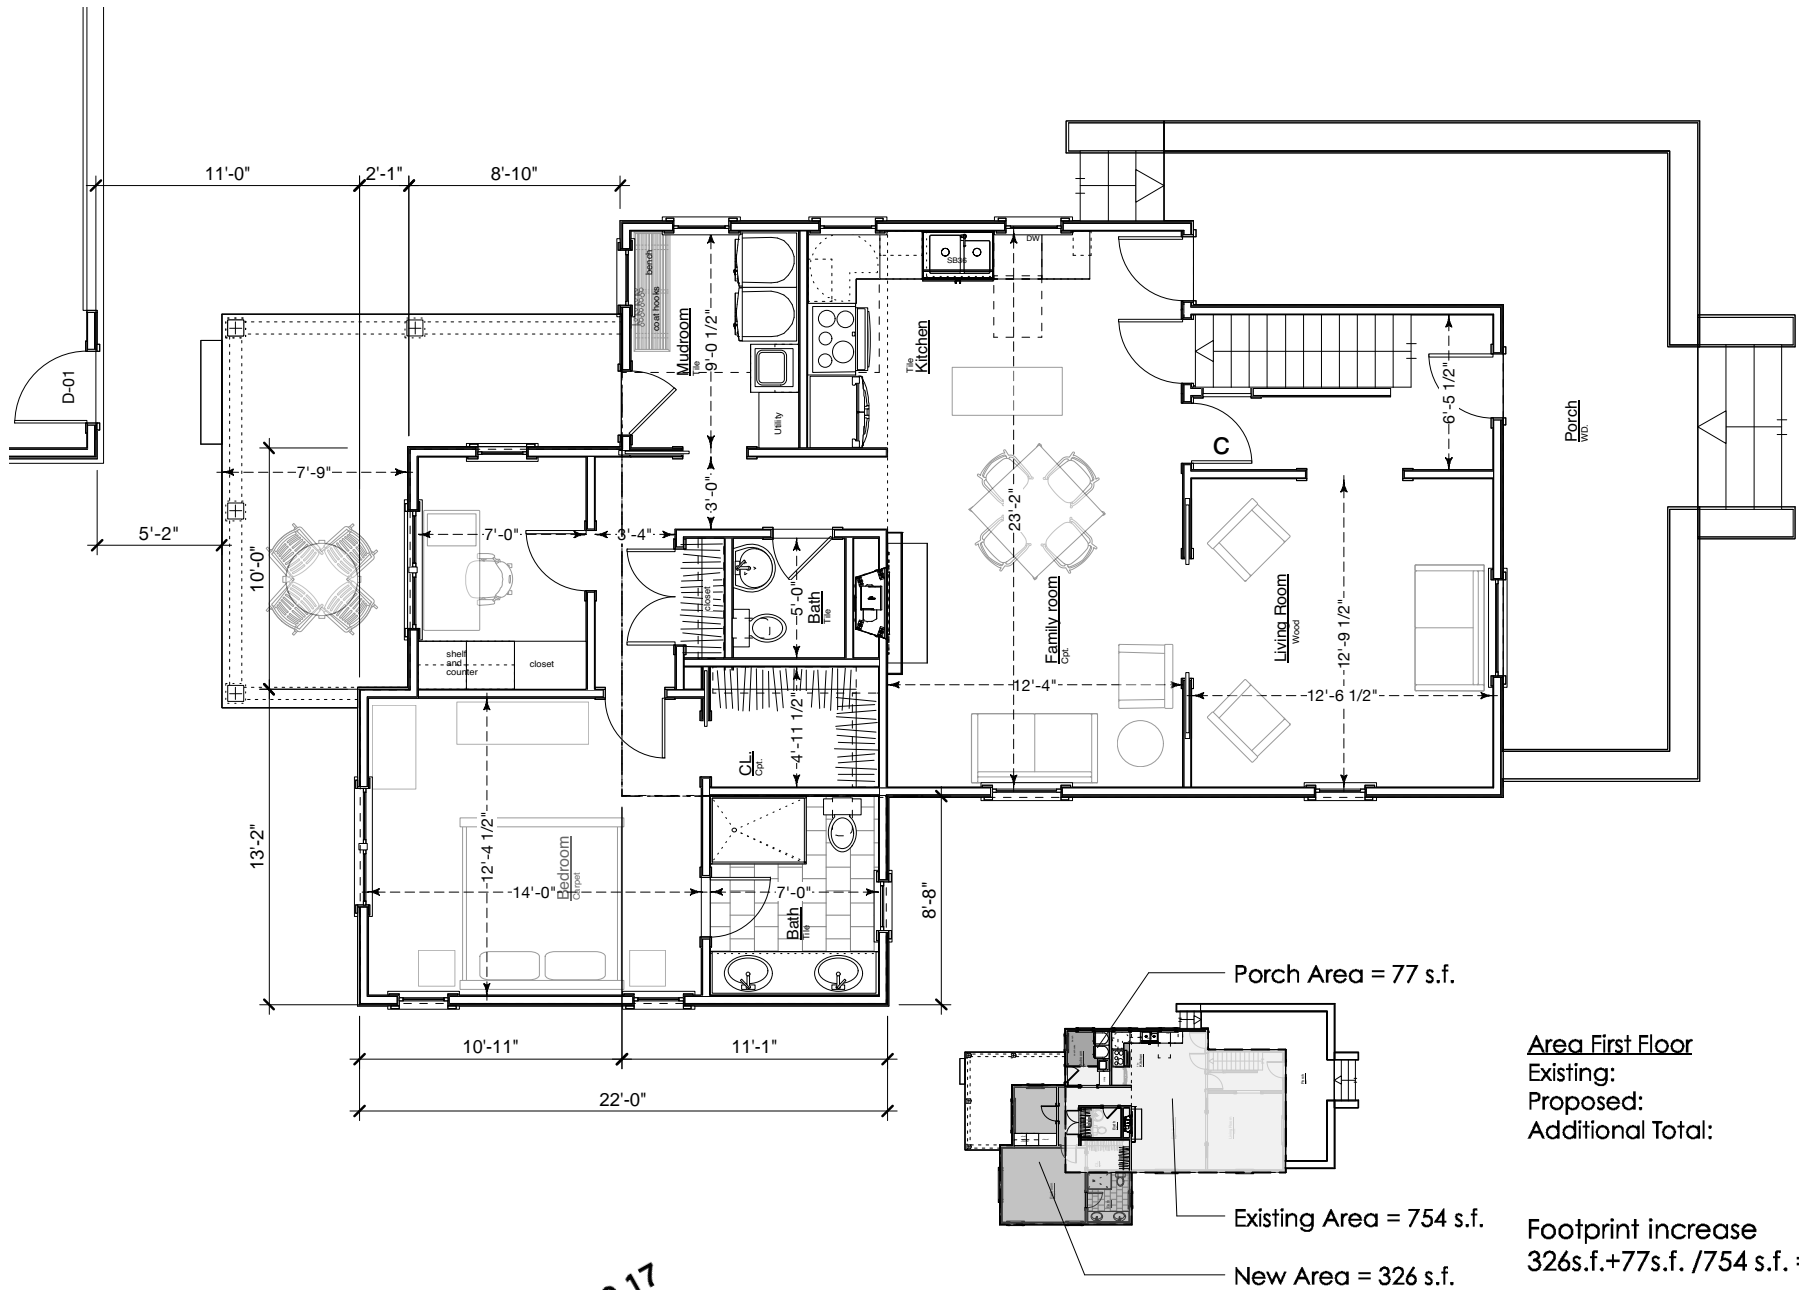 11'-0"
2'-1"
8'-10"
D-01
5'-2"
7'-9"
10'-0"
13'-2"
7'-0"
3'-4"
3'-0"
bench
coat hooks
Mudroom
Tile
9'-0 1/2"
Utility
SB36
DW
Kitchen
Tile
23'-2"
C
6'-5 1/2"
Porch
WD.
shelf
and
counter
closet
closet
Bath
Tile
5'-0"
Family room
Cpt.
12'-4"
Living Room
Wood
12'-9 1/2"
12'-6 1/2"
CL.
Cpt.
4'-11 1/2"
12'-4 1/2"
14'-0"
Bedroom
Carpet
7'-0"
Bath
Tile
8'-8"
10'-11"
11'-1"
22'-0"
Porch Area = 77 s.f.
Existing Area = 754 s.f.
New Area = 326 s.f.
Area First Floor
Existing:
Proposed:
Additional Total:
Footprint increase
326s.f.+77s.f. /754 s.f.
17